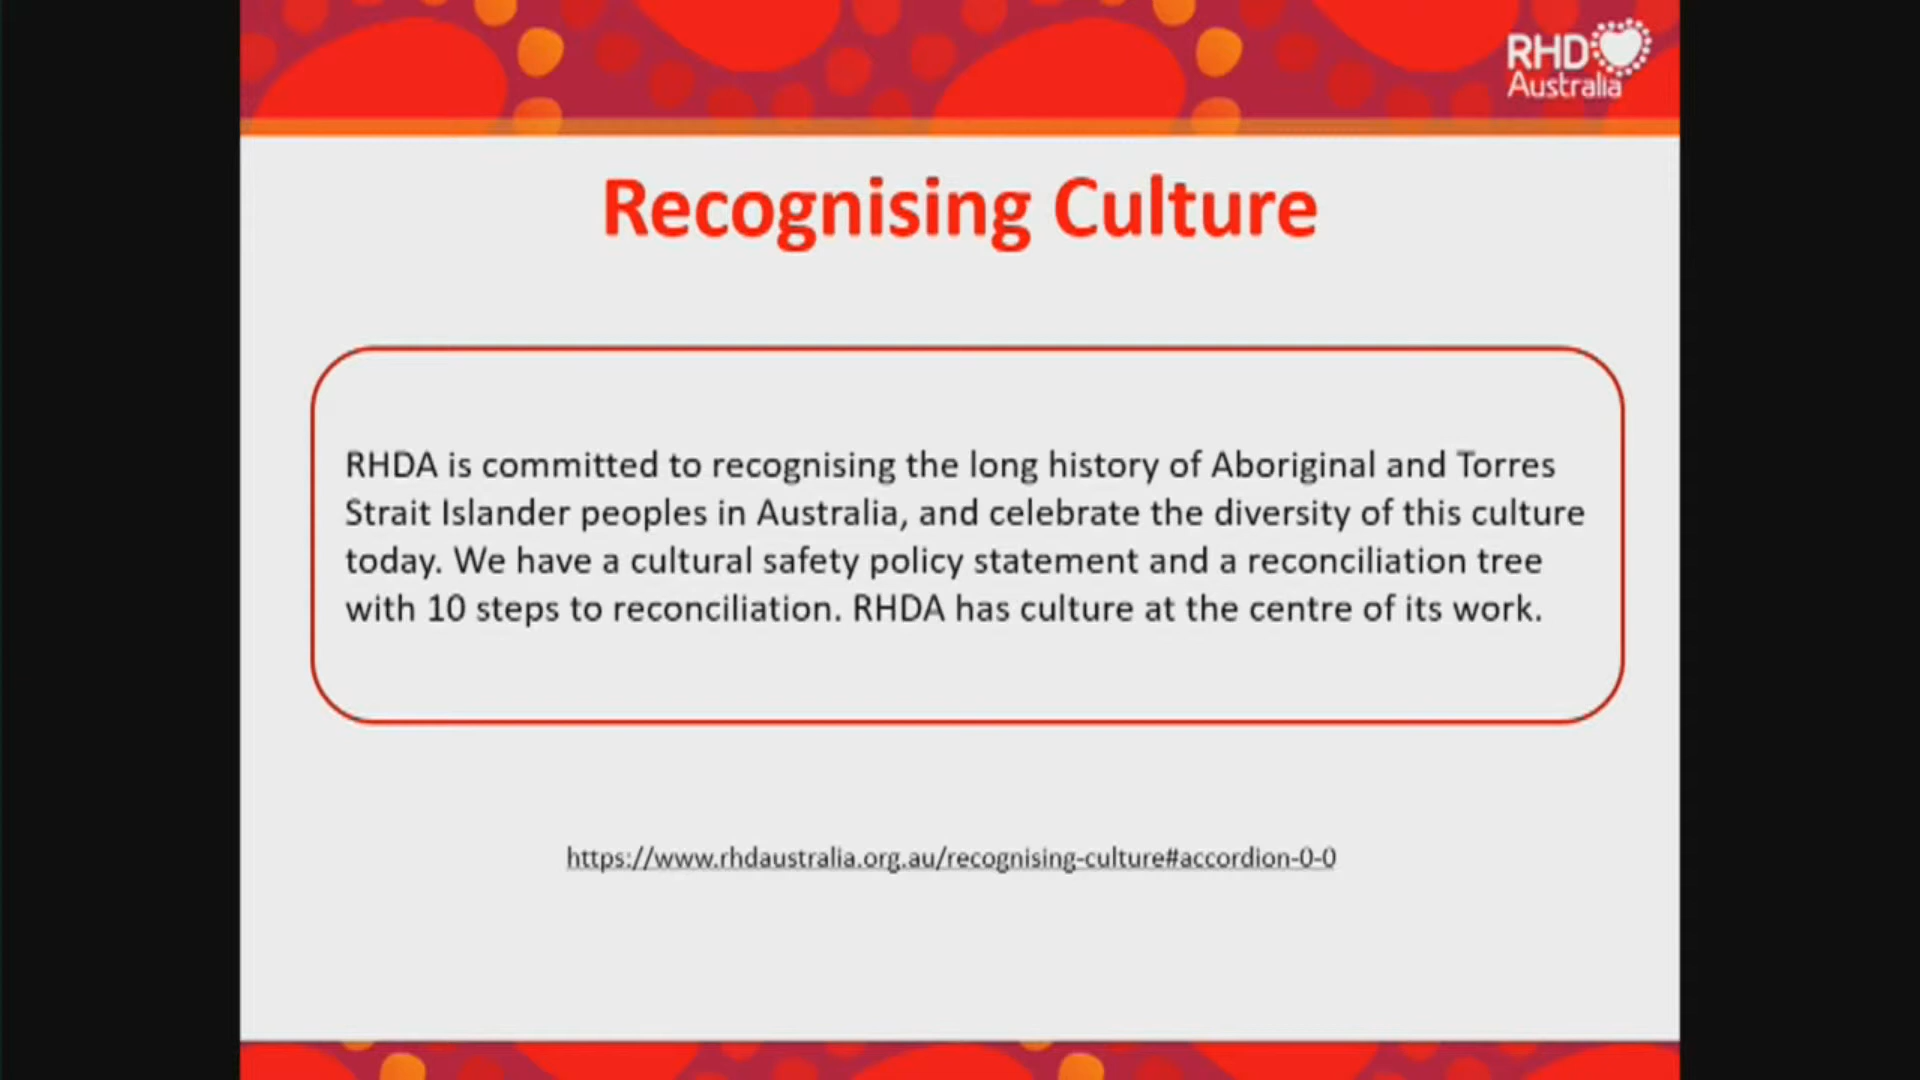 RHD
Australia
Recognising Culture
RHDA is committed to recognising the long history of Aboriginal and Torres
Strait Islander peoples in Australia, and celebrate the diversity of this culture
today. We have a cultural safety policy statement and a reconciliation tree
with 10 steps to reconciliation. RHDA has culture at the centre of its work.
https://www.rhdaustralia.org.au/recognising-culture#accordion-0-0